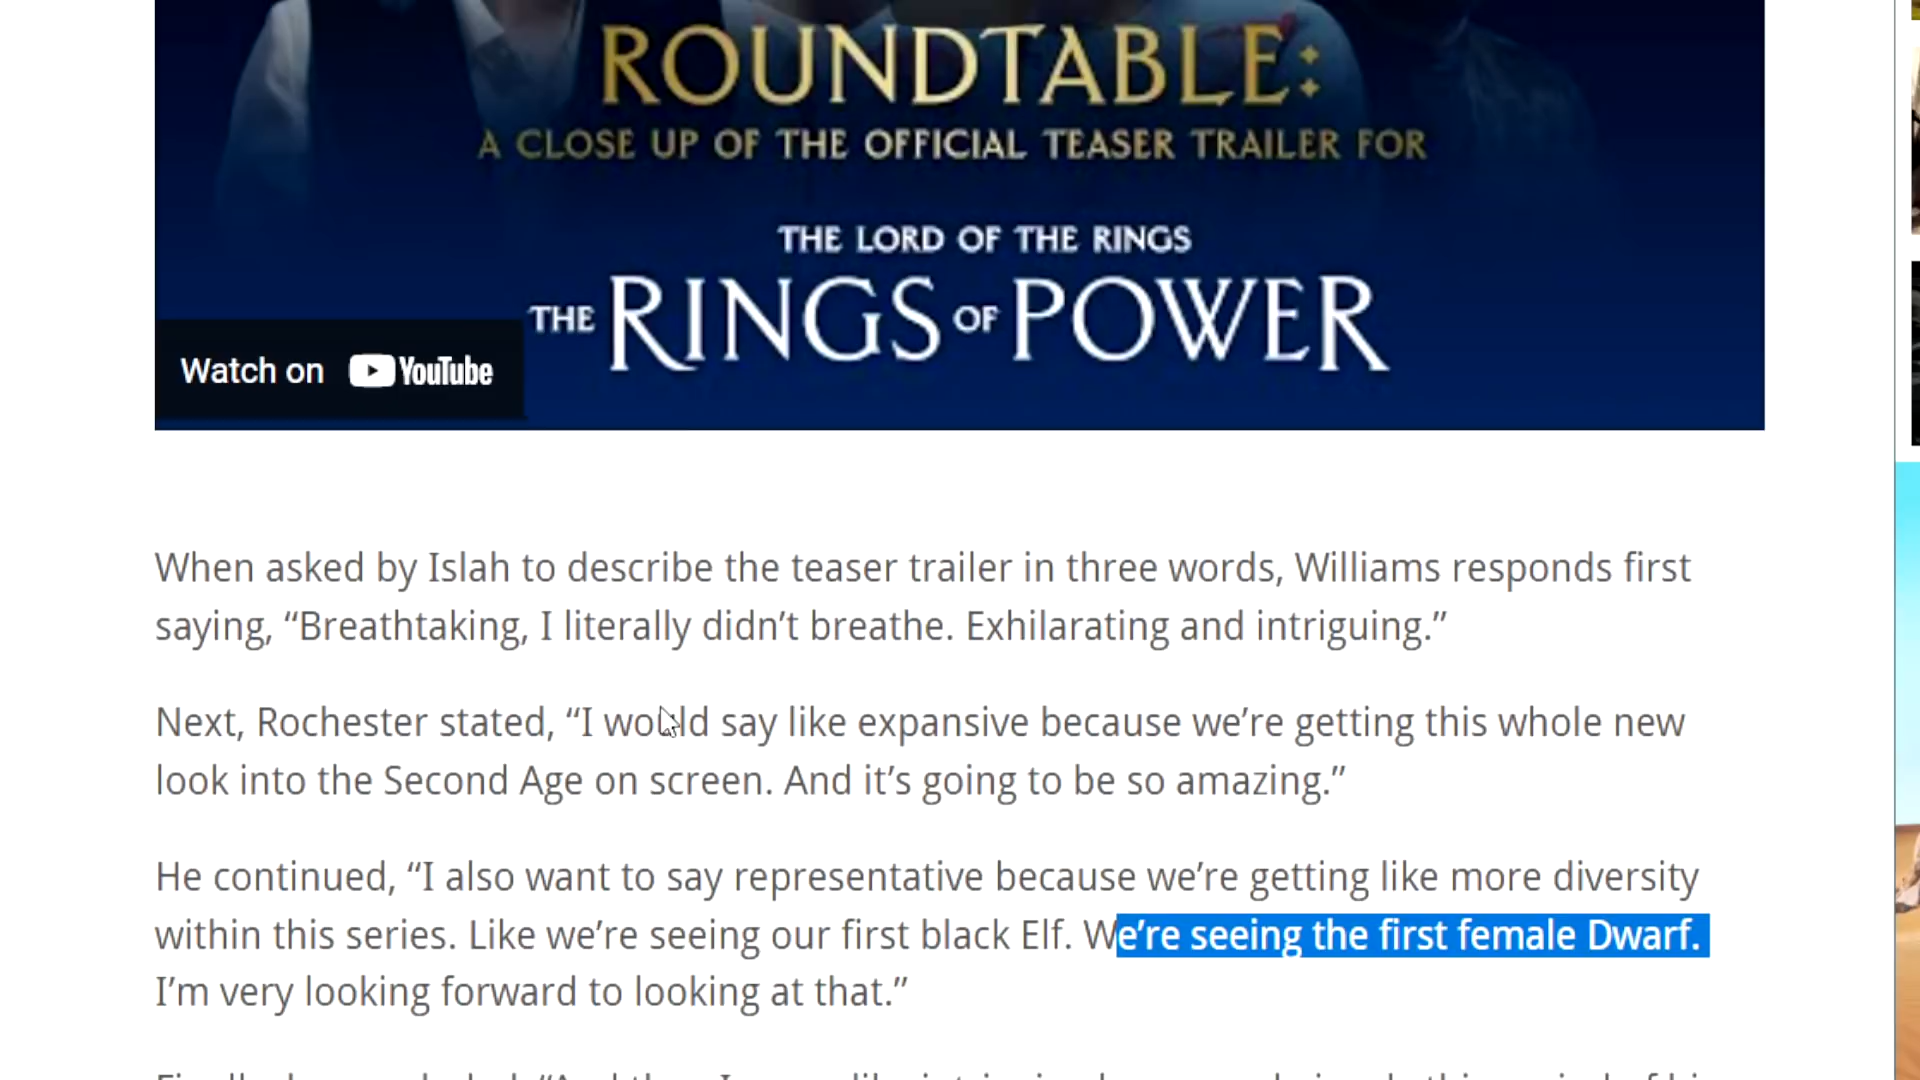 ROUNDTABLE:
A CLOSE UP OF THE OFFICIAL TEASER TRAILER FOR
THE LORD OF THE RINGS
THE RINGS OF POWER
Watch on YouTube
When asked by Islah to describe the teaser trailer in three words, Williams responds first
saying, “Breathtaking, I literally didn’t breathe. Exhilarating and intriguing.”
Next, Rochester stated, “I would say like expansive because we’re getting this whole new
look into the Second Age on screen. And it’s going to be so amazing.”
He continued, “I also want to say representative because we’re getting like more diversity
within this series. Like we’re seeing our first black Elf. We’re seeing the first female Dwarf.
I’m very looking forward to looking at that.”